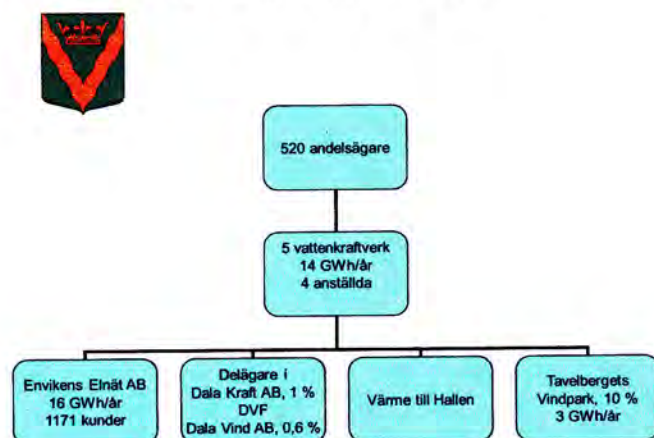 520 andelsägare
5 vattenkraftverk
14 GWh/år
4 anställda
Envikens Elnät AB
16 GWh/år
1171 kunder
Delägare i
Dala Kraft AB, 1 %
DVF
Dala Vind AB, 0,6 %
Värme till Hallen
Tavelbergets
Vindpark, 10 %
3 GWh/år